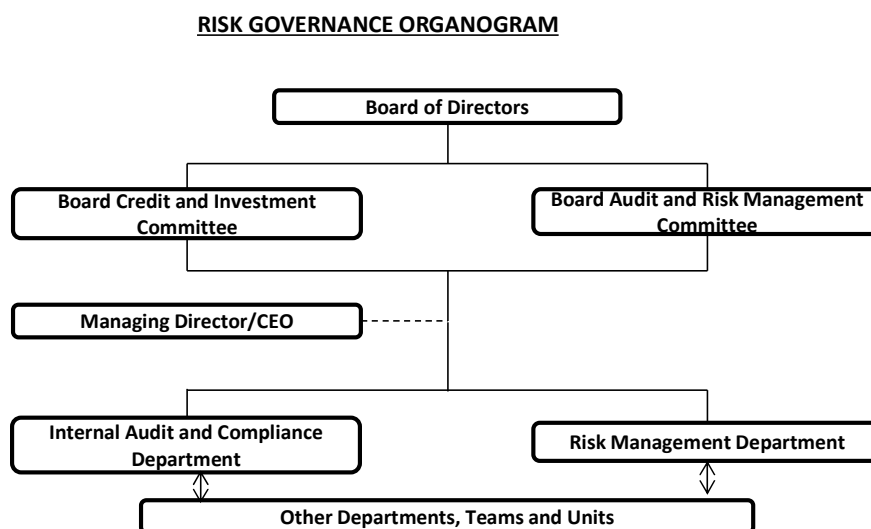 RISK GOVERNANCE ORGANOGRAM
Board of Directors
Board Credit and Investment
Committee
Board Audit and Risk Management
Committee
Managing Director/CEO
Internal Audit and Compliance
Department
Risk Management Department
Other Departments, Teams and Units